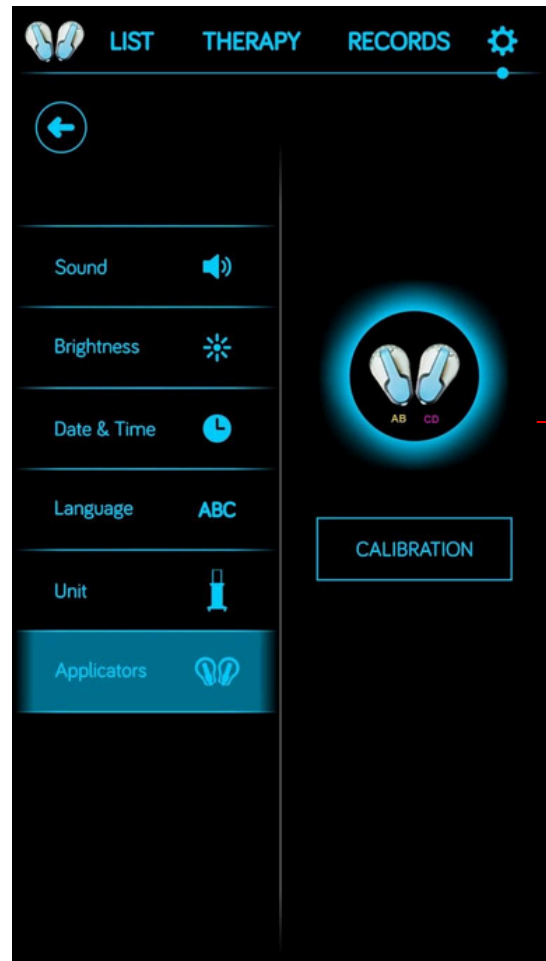 LIST THERAPY RECORDS
Sound
Brightness
Date & Time
Language ABC
Unit
Applicators
AB CD
CALIBRATION